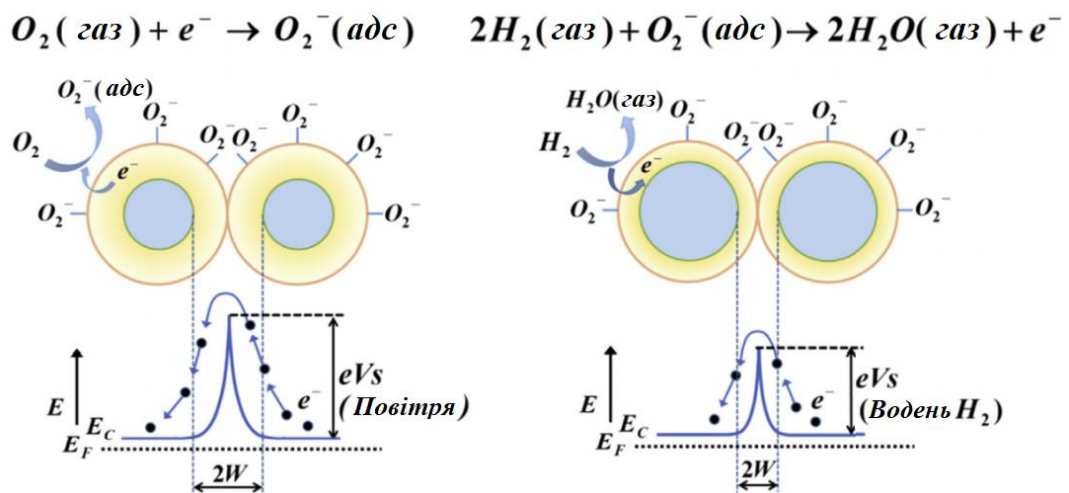 O₂(газ) + e⁻ → O₂⁻(адс)
2H₂(газ)+O₂⁻(адс)→2H₂O(газ)+e⁻
O₂⁻(адс)
O₂⁻
O₂⁻
O₂
O₂⁻O₂⁻
O₂⁻
e⁻
O₂⁻
O₂⁻
H₂O(газ)
O₂⁻
O₂⁻
H₂
O₂⁻O₂⁻
O₂⁻
e⁻
O₂⁻
O₂⁻
eVs
(Повітря)
E
e⁻
E_C
E_F
2W
eVs
(Водень H₂)
E
e⁻
E_C
E_F
2W